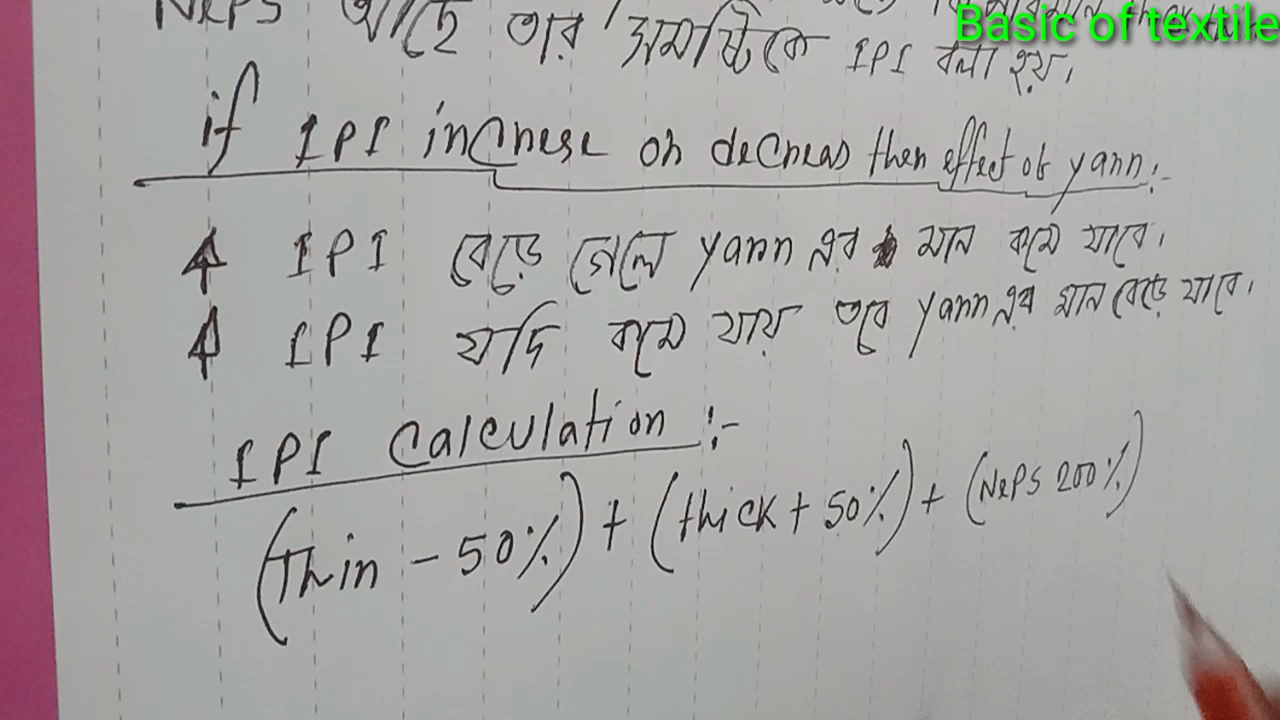 Basic of textile
Neps আছে তার সমষ্টিকে IPI বলা হয়।
if IPI incnese on decneas then effect of yann :-
IPI বেড়ে গেলে yann এর মান কমে যাবে।
IPI যদি কমে যায় তবে yann এর মান বেড়ে যাবে।
IPI Calculation :-
(Thin - 50%) + (thick + 50%) + (Neps 200%)